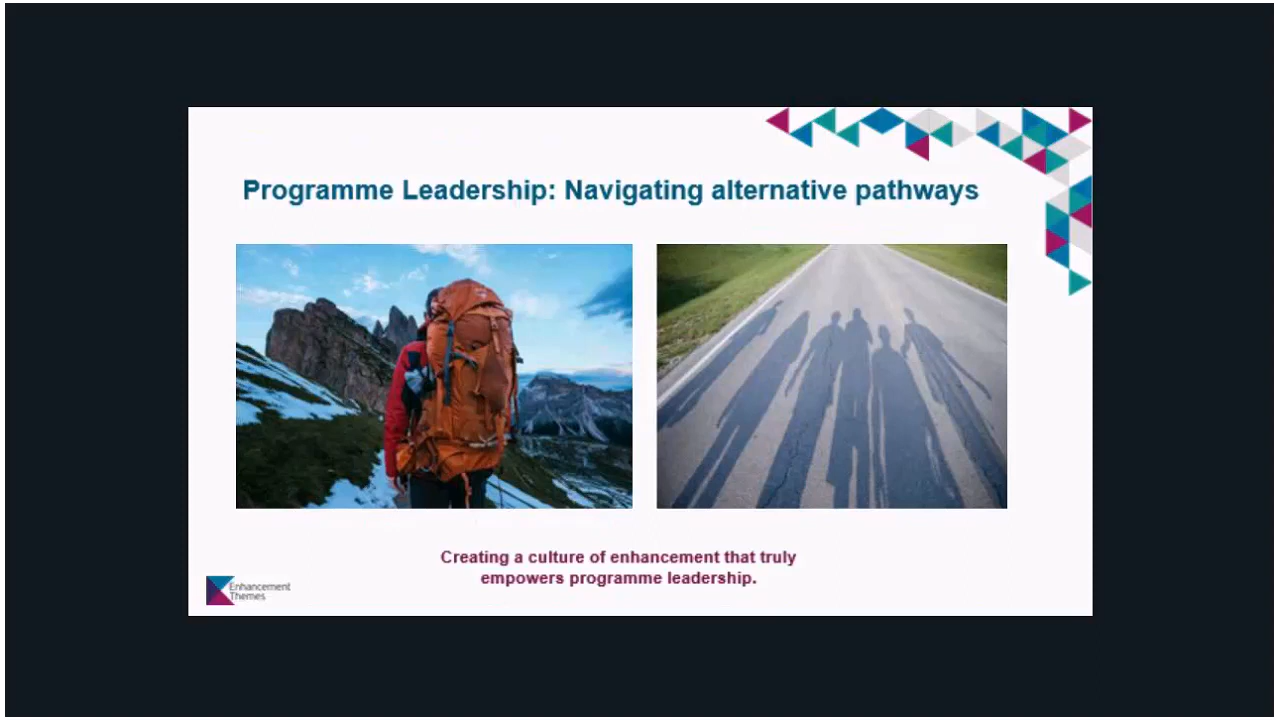 Programme Leadership: Navigating alternative pathways
Creating a culture of enhancement that truly
empowers programme leadership.
Enhancement
Themes